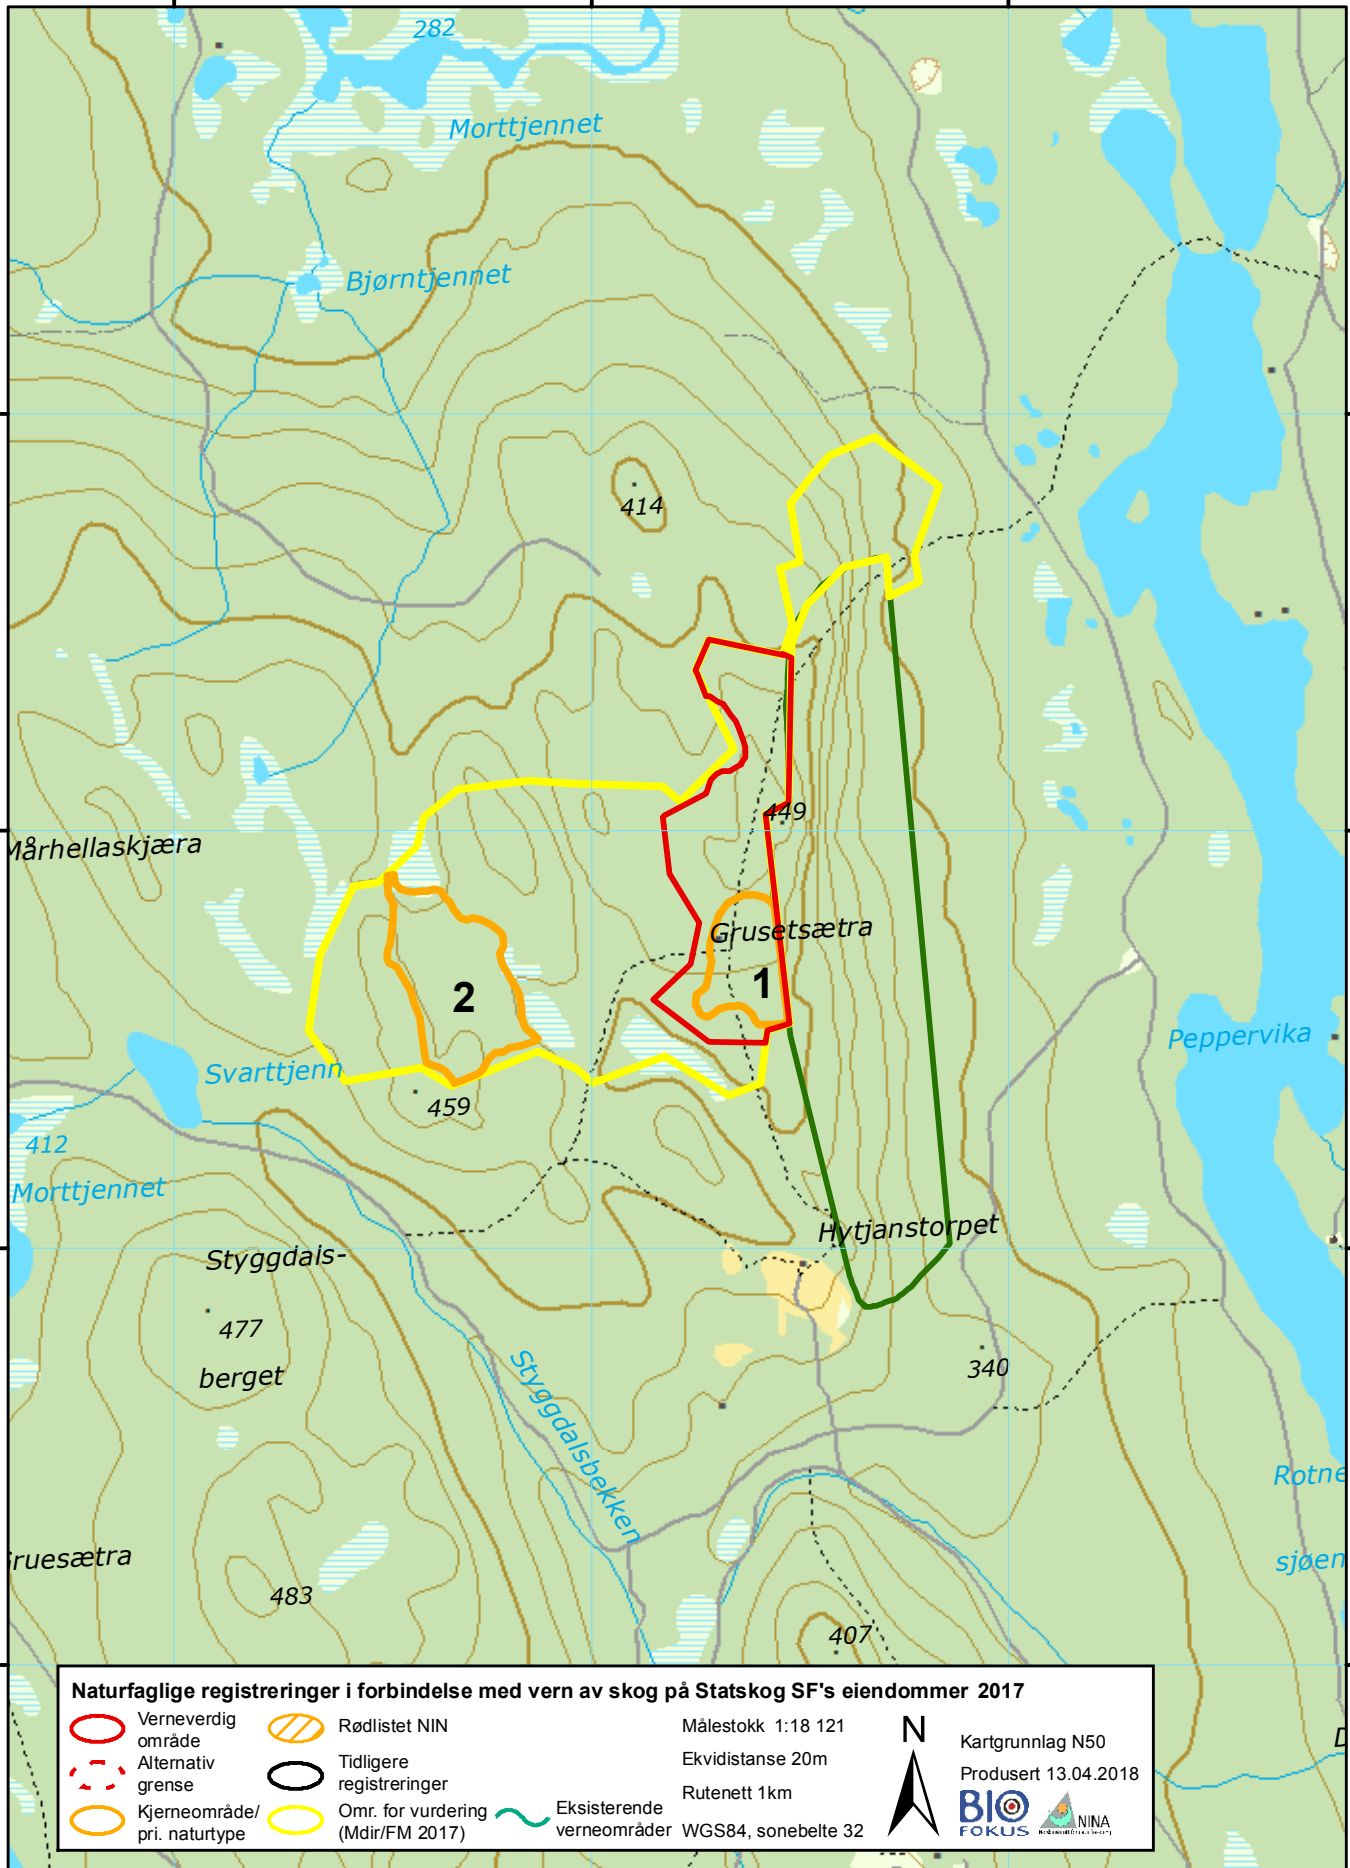 282
Morttjennet
Bjørntjennet
414
449
Mårhellaskjæra
Grusetsætra
1
2
Peppervika
Svarttjenn
459
412
Morttjennet
Hytjanstorpet
Styggdals-
477
berget
340
Styggdalsbekken
Rotne
sjøen
ruesætra
483
407
Naturfaglige registreringer i forbindelse med vern av skog på Statskog SF's eiendommer 2017
Verneverdig
område
Alternativ
grense
Kjerneområde/
pri. naturtype
Rødlistet NIN
Tidligere
registreringer
Omr. for vurdering
(Mdir/FM 2017)
Eksisterende
verneområder
Målestokk 1:18 121
Ekvidistanse 20m
Rutenett 1km
WGS84, sonebelte 32
N
Kartgrunnlag N50
Produsert 13.04.2018
BIO
FOKUS
NINA